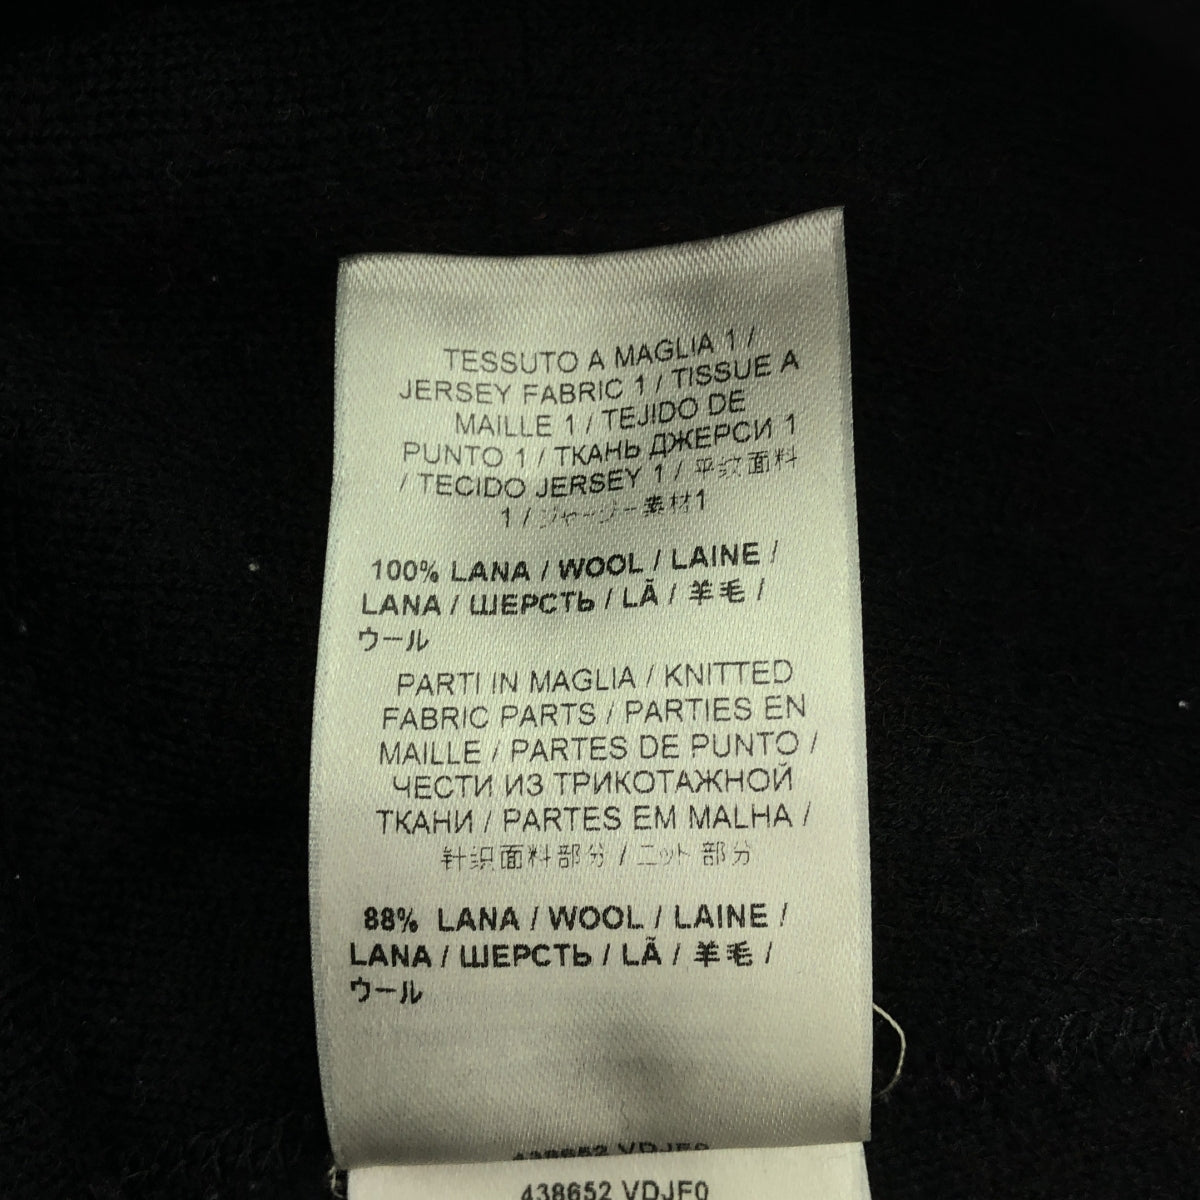 TESSUTO A MAGLIA 1 /
JERSEY FABRIC 1 / TISSUE A
MAILLE 1 / TEJIDO DE
PUNTO 1 / ТКАНЬ ДЖЕРСИ 1
/ TECIDO JERSEY 1 / 平纹面料
1 / ジャージー素材1
100% LANA / WOOL / LAINE /
LANA / ШЕРСТЬ / LÃ / 羊毛 /
ウール
PARTI IN MAGLIA / KNITTED
FABRIC PARTS / PARTIES EN
MAILLE / PARTES DE PUNTO /
ЧЕСТИ ИЗ ТРИКОТАЖНОЙ
ТКАНИ / PARTES EM MALHA /
针织面料部分 / ニット 部分
88% LANA / WOOL / LAINE /
LANA / ШЕРСТЬ / LÃ / 羊毛 /
ウール
438652 VDJF0
438652 VDJF0